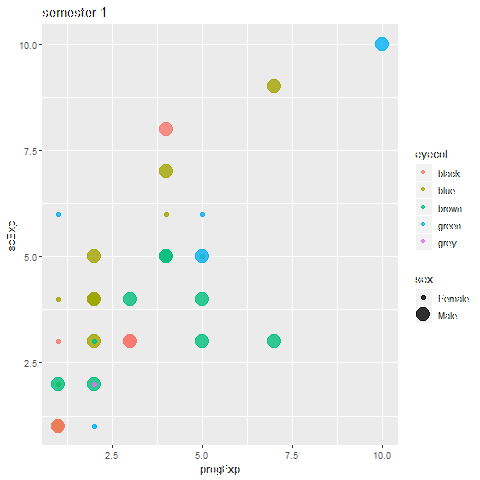 semester 1
10.0
7.5
5.0
2.5
scExp
2.5
5.0
7.5
10.0
progExp
eyecol
black
blue
brown
green
grey
sex
Female
Male